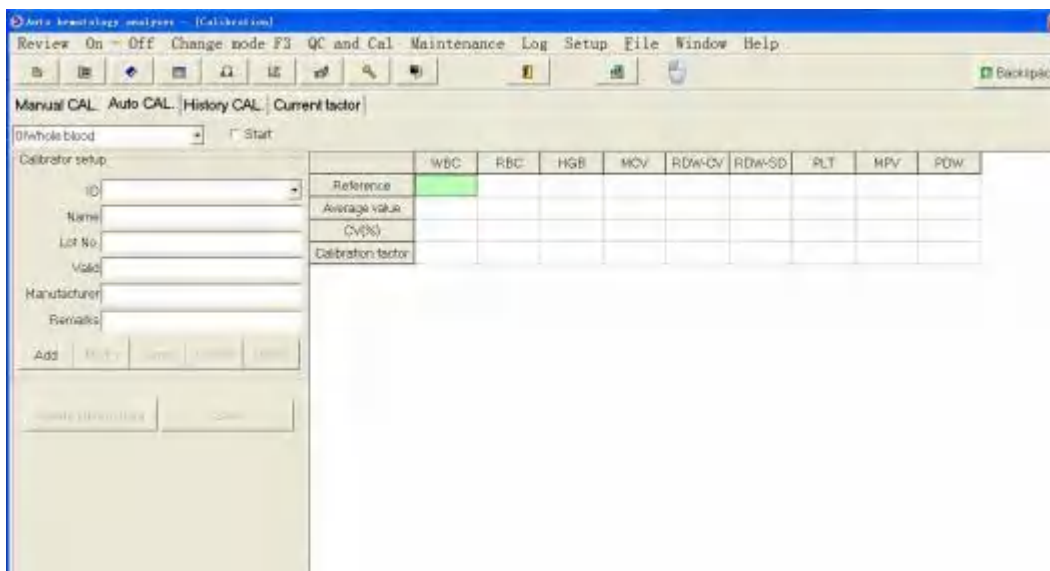 Auto hematology analyzer - [Calibration]
Review On - Off Change mode F3 QC and Cal Maintenance Log Setup File Window Help
Backspac
Manual CAL. Auto CAL. History CAL. Current factor
01whole blood Start
Calibrator setup
WBC RBC HGB MCV RDW-CV RDW-SD PLT MPV PDW
ID
Reference
Name
Average value
Lot No.
CV(%)
Valid
Calibration factor
Manufacturer
Remarks
Add